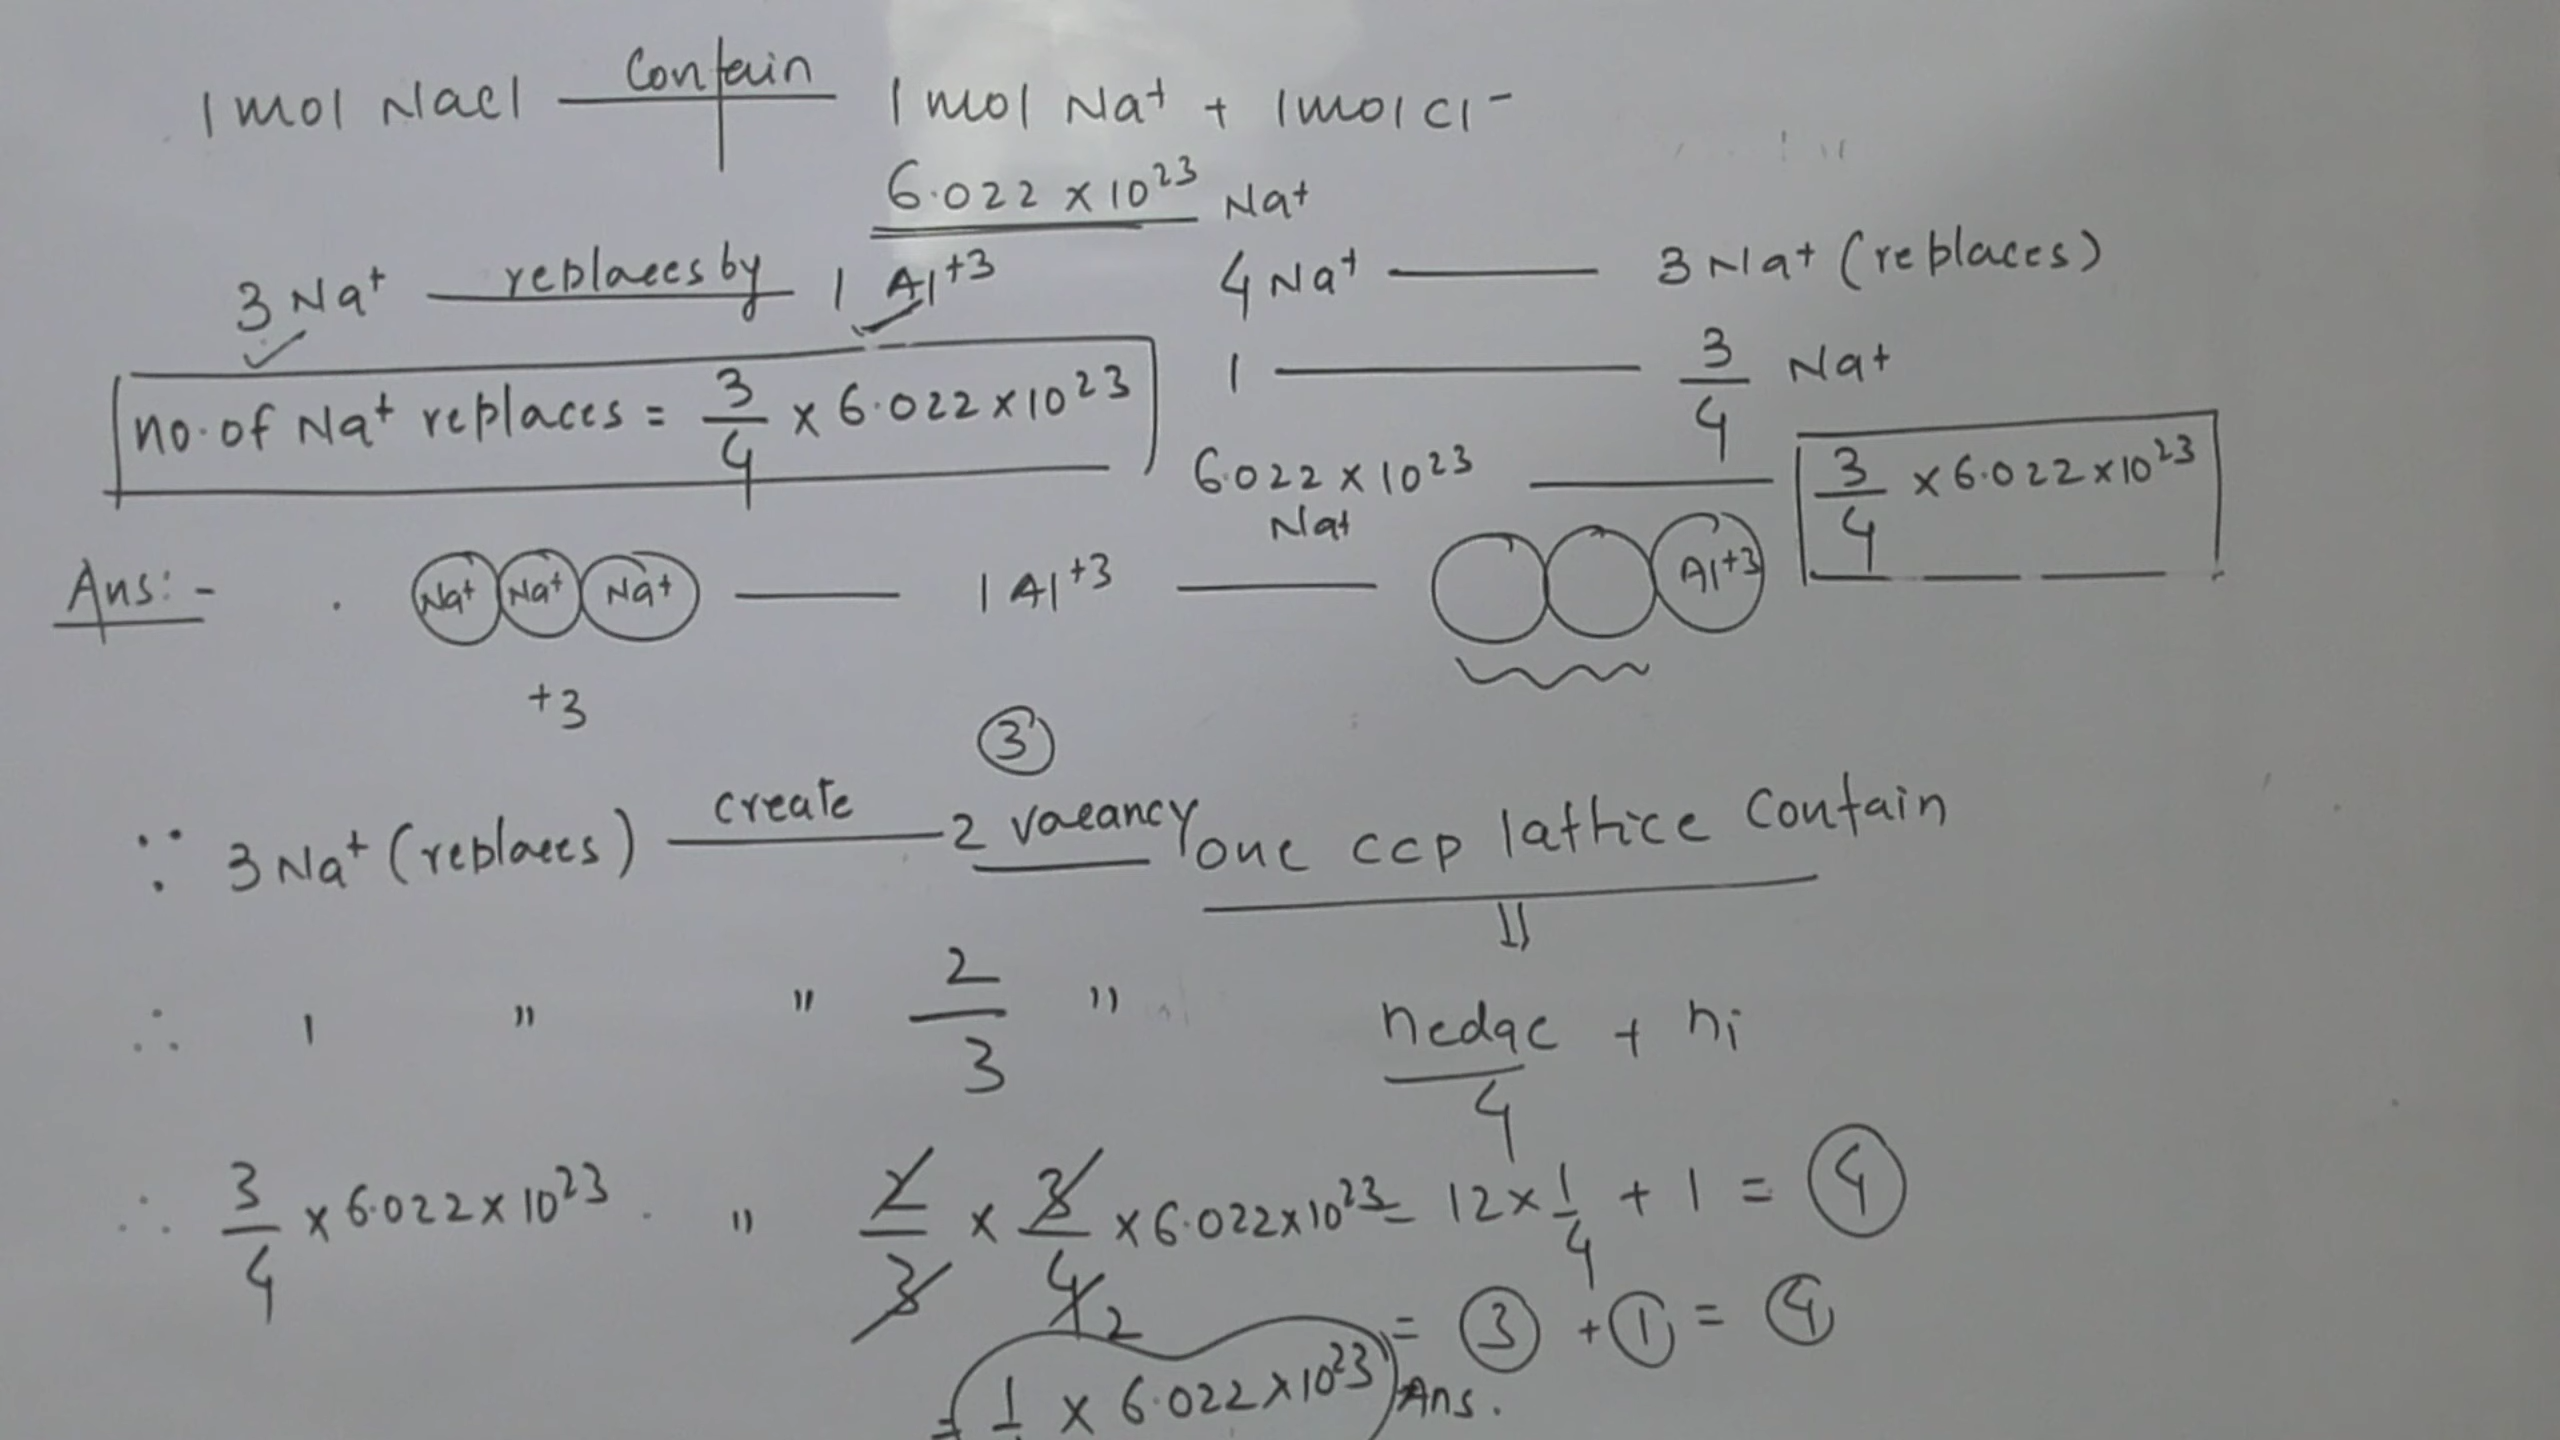 1 mol NaCl contain 1 mol Na+ + 1 mol Cl-
6.022 x 10^23 Na+
3 Na+ replaces by 1 Al+3
4 Na+ —— 3 Na+ (replaces)
1 —— 3/4 Na+
no. of Na+ replaces = 3/4 x 6.022 x 10^23
6.022 x 10^23 Na+ —— 3/4 x 6.022 x 10^23
Ans:- Na+ Na+ Na+ —— 1 Al+3 —— Al+3
+3
3
∵ 3 Na+ (replaces) create 2 vacancy
one ccp lattice contain
∴ 1 " " 2/3 "
nedge/4 + ni
∴ 3/4 x 6.022 x 10^23 " 2/3 x 3/4 x 6.022 x 10^23
2
= 12 x 1/4 + 1 = 4
= 3 + 1 = 4
= 1 x 6.022 x 10^23 Ans.